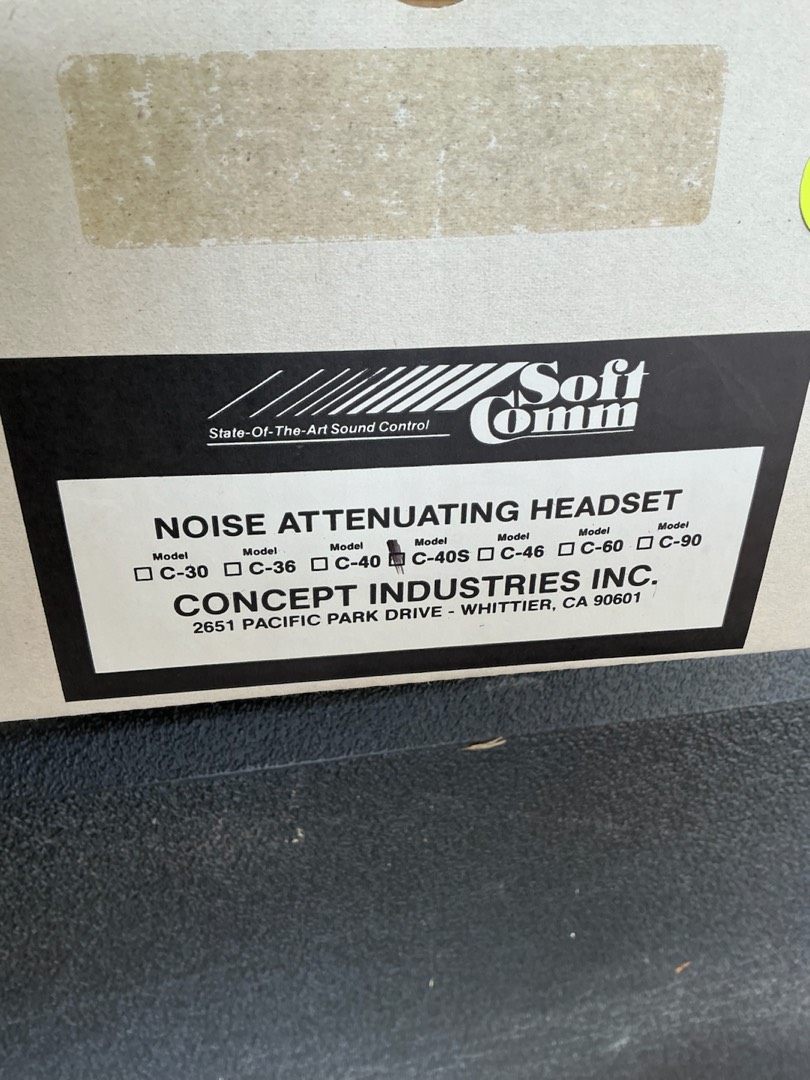 Soft
Comm
State-Of-The-Art Sound Control
NOISE ATTENUATING HEADSET
Model Model Model Model Model Model Model
☐ C-30 ☐ C-36 ☐ C-40 ☒ C-40S ☐ C-46 ☐ C-60 ☐ C-90
CONCEPT INDUSTRIES INC.
2651 PACIFIC PARK DRIVE - WHITTIER, CA 90601